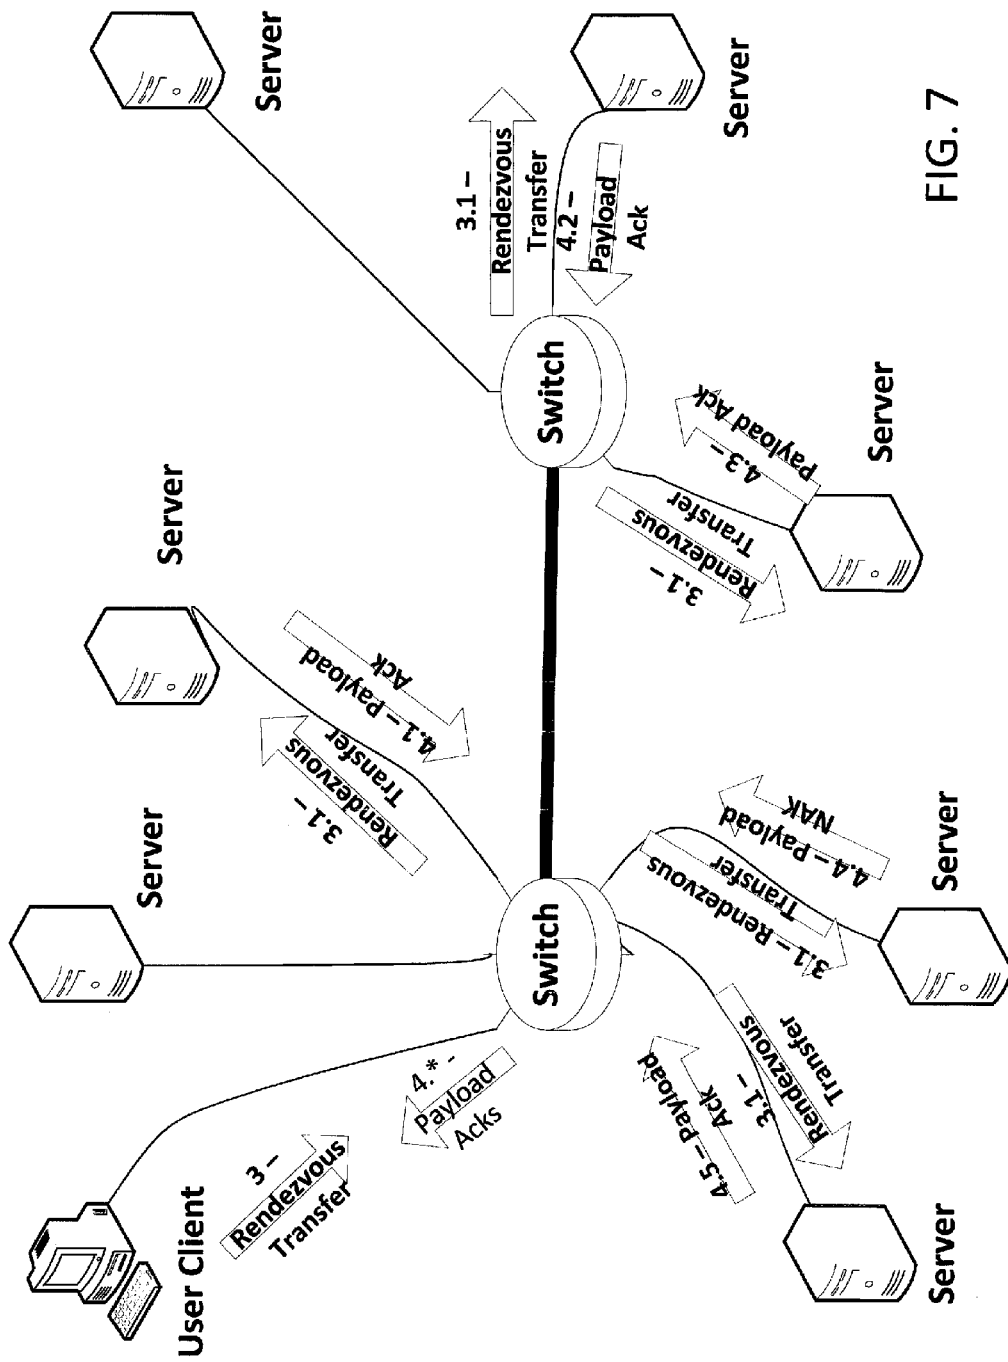 User Client
3 –
Rendezvous
Transfer
4.* -
Payload
Acks
Server
Server
3.1 –
Rendezvous
Transfer
4.1 – Payload
Ack
Server
Switch
4.5 – Payload
Ack
3.1 –
Rendezvous
Transfer
Server
3.1 – Rendezvous
Transfer
4.4 – Payload
NAK
Server
Switch
3.1 –
Rendezvous
Transfer
4.3 –
Payload Ack
Server
3.1 –
Rendezvous
Transfer
4.2 –
Payload
Ack
Server
Server
FIG. 7